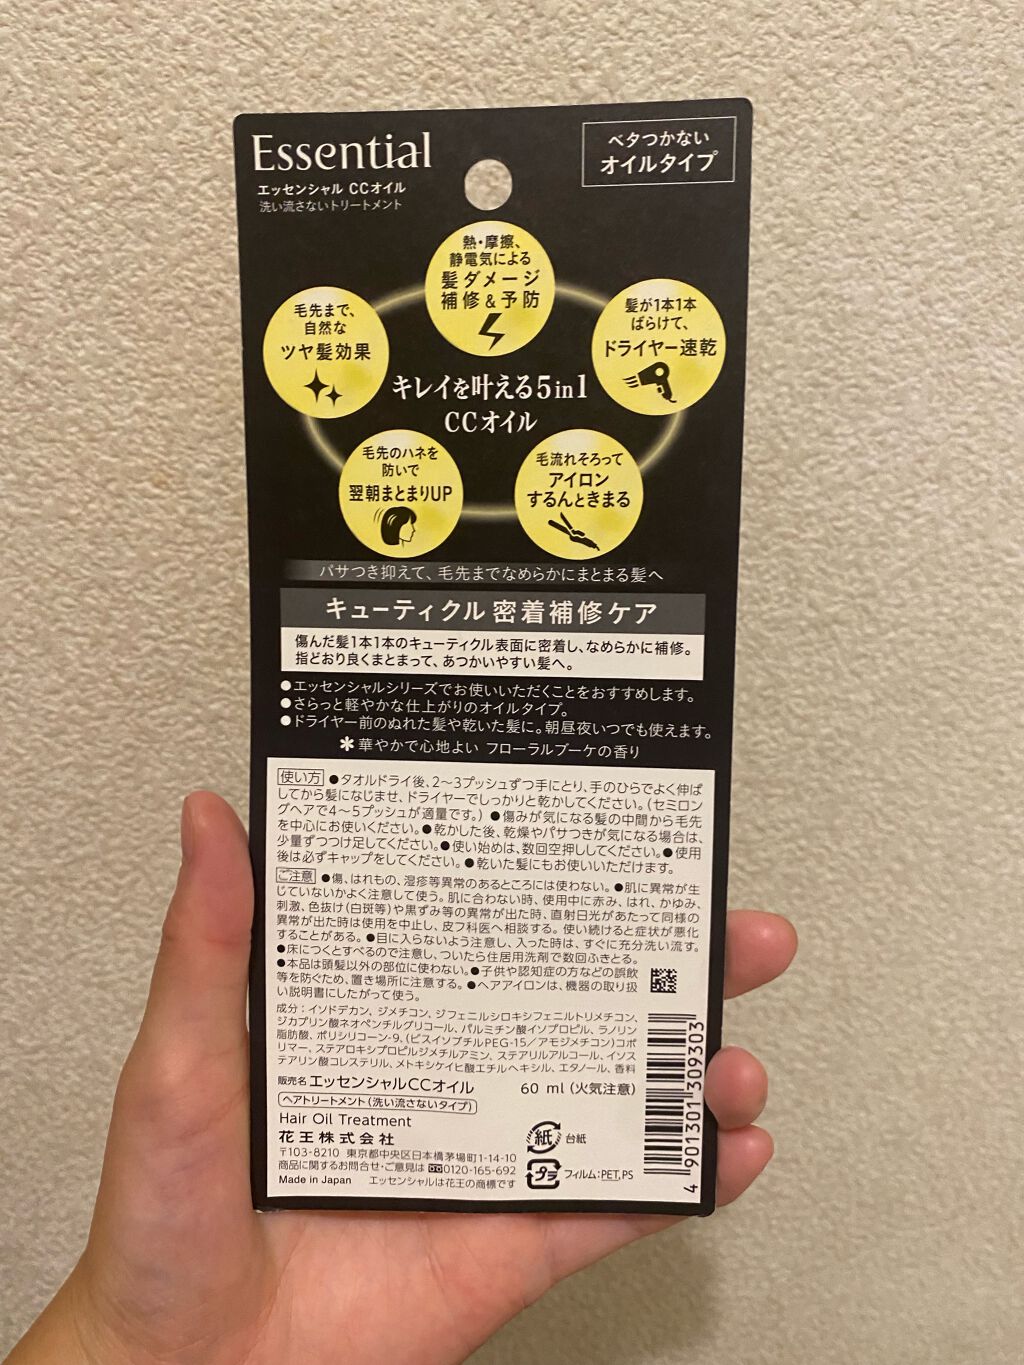 Essential
エッセンシャル CCオイル
洗い流さないトリートメント
ベタつかない
オイルタイプ
熱・摩擦、
静電気による
髪ダメージ
補修&予防
毛先まで、
自然な
ツヤ髪効果
髪が1本1本
ばらけて、
ドライヤー速乾
キレイを叶える5in1
CCオイル
毛先のハネを
防いで
翌朝まとまりUP
毛流れそろって
アイロン
するんときまる
パサつき抑えて、毛先までなめらかにまとまる髪へ
キューティクル 密着補修ケア
傷んだ髪1本1本のキューティクル表面に密着し、なめらかに補修。
指どおり良くまとまって、あつかいやすい髪へ。
●エッセンシャルシリーズでお使いいただくことをおすすめします。
●さらっと軽やかな仕上がりのオイルタイプ。
●ドライヤー前のぬれた髪や乾いた髪に。朝昼夜いつでも使えます。
＊華やかで心地よい フローラルブーケの香り
使い方 ●タオルドライ後、2〜3プッシュずつ手にとり、手のひらでよく伸ば
してから髪になじませ、ドライヤーでしっかりと乾かしてください。(セミロン
グヘアで4〜5プッシュが適量です。) ●傷みが気になる髪の中間から毛先
を中心にお使いください。●乾かした後、乾燥やパサつきが気になる場合は、
少量ずつつけ足してください。●使い始めは、数回空押ししてください。●使用
後は必ずキャップをしてください。●乾いた髪にもお使いいただけます。
ご注意 ●傷、はれもの、湿疹等異常のあるところには使わない。●肌に異常が生
じていないかよく注意して使う。肌に合わない時、使用中に赤み、はれ、かゆみ、
刺激、色抜け(白斑等)や黒ずみ等の異常が出た時、直射日光があたって同様の
異常が出た時は使用を中止し、皮フ科医へ相談する。使い続けると症状が悪化
することがある。●目に入らないよう注意し、入った時は、すぐに充分洗い流す。
●床につくとすべるので注意し、ついたら住居用洗剤で数回ふきとる。
●本品は頭髪以外の部位に使わない。●子供や認知症の方などの誤飲
等を防ぐため、置き場所に注意する。●ヘアアイロンは、機器の取り扱
い説明書にしたがって使う。
成分：イソドデカン、ジメチコン、ジフェニルシロキシフェニルトリメチコン、
ジカプリン酸ネオペンチルグリコール、パルミチン酸イソプロピル、ラノリン
脂肪酸、ポリシリコーン-9、(ビスイソブチルPEG-15／アモジメチコン)コポ
リマー、ステアロキシプロピルジメチルアミン、ステアリルアルコール、イソス
テアリン酸コレステリル、メトキシケイヒ酸エチルヘキシル、エタノール、香料
販売名 エッセンシャルCCオイル 60 ml (火気注意)
ヘアトリートメント(洗い流さないタイプ)
Hair Oil Treatment
花王株式会社
〒103-8210 東京都中央区日本橋茅場町1-14-10
商品に関するお問合せ・ご意見は 0120-165-692
Made in Japan エッセンシャルは花王の商標です
紙 台紙
プラ フィルム:PET,PS
4 901301 309303